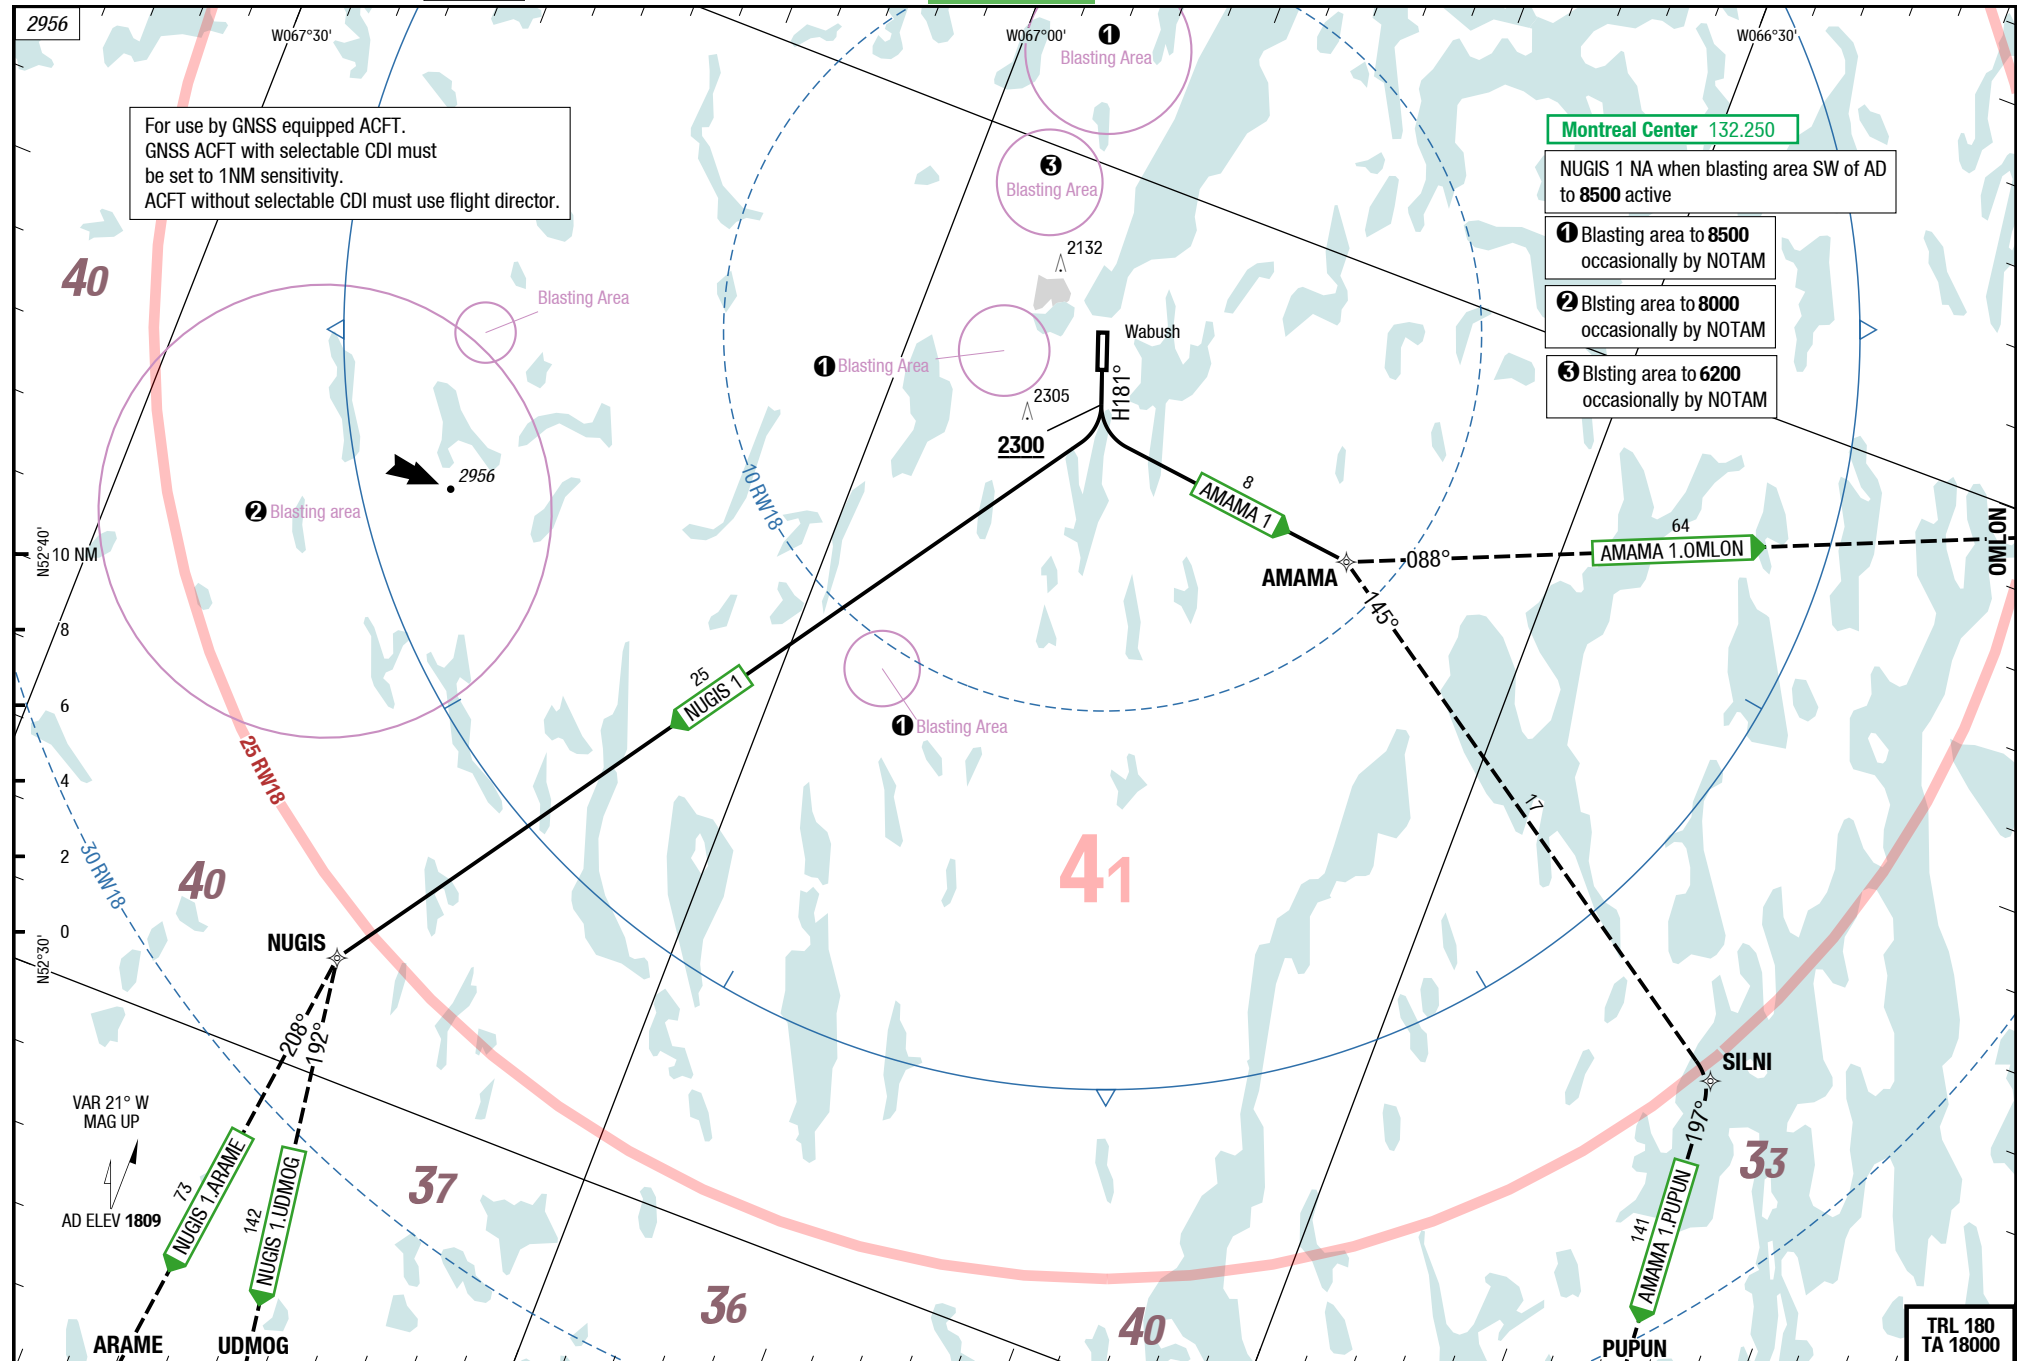 2956
W067°30'
W067°00'
W066°30'
❶
Blasting Area
For use by GNSS equipped ACFT.
GNSS ACFT with selectable CDI must
be set to 1NM sensitivity.
ACFT without selectable CDI must use flight director.
Montreal Center 132.250
NUGIS 1 NA when blasting area SW of AD
to 8500 active
❶ Blasting area to 8500
occasionally by NOTAM
❷ Blsting area to 8000
occasionally by NOTAM
❸ Blsting area to 6200
occasionally by NOTAM
❸
Blasting Area
2132
40
Blasting Area
Wabush
❶ Blasting Area
2305
H181°
2300
2956
❷ Blasting area
10 RW18
8
AMAMA 1
64
AMAMA 1.OMLON
OMLON
088°
AMAMA
145°
N52°40'
10 NM
8
6
4
2
0
N52°30'
25
NUGIS 1
❶ Blasting Area
25 RW18
30 RW18
17
41
40
NUGIS
208°
192°
SILNI
197°
33
VAR 21° W
MAG UP
AD ELEV 1809
73
NUGIS 1.ARAME
142
NUGIS 1.UDMOG
37
141
AMAMA 1.PUPUN
36
40
ARAME
UDMOG
PUPUN
TRL 180
TA 18000